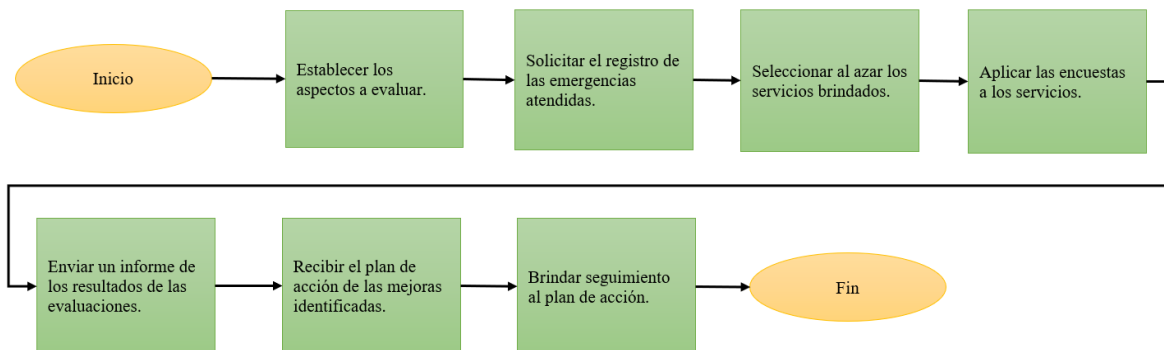 Inicio
Establecer los
aspectos a evaluar.
Solicitar el registro de
las emergencias
atendidas.
Seleccionar al azar los
servicios brindados.
Aplicar las encuestas
a los servicios.
Enviar un informe de
los resultados de las
evaluaciones.
Recibir el plan de
acción de las mejoras
identificadas.
Brindar seguimiento
al plan de acción.
Fin